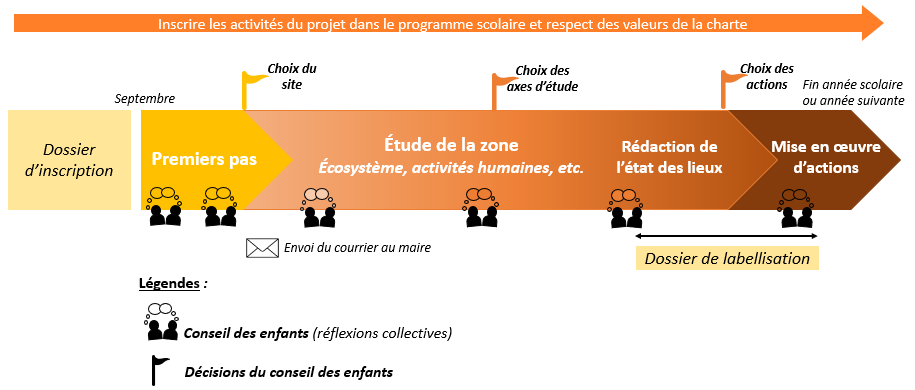 Inscrire les activités du projet dans le programme scolaire et respect des valeurs de la charte
Choix du
site
Choix des
axes d'étude
Choix des
actions
Septembre
Fin année scolaire
ou année suivante
Dossier
d'inscription
Premiers pas
Étude de la zone
Écosystème, activités humaines, etc.
Rédaction de
l'état des lieux
Mise en œuvre
d'actions
Envoi du courrier au maire
Dossier de labellisation
Légendes :
Conseil des enfants (réflexions collectives)
Décisions du conseil des enfants